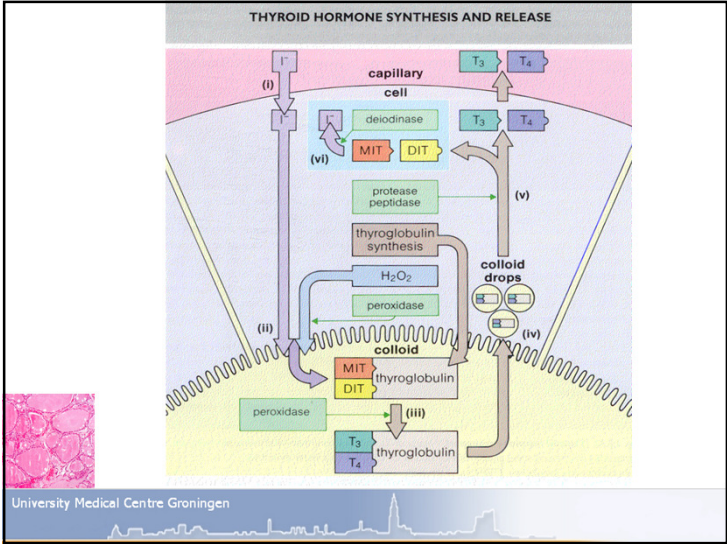 THYROID HORMONE SYNTHESIS AND RELEASE
I⁻
T₃
T₄
(i)
capillary
cell
I⁻
I⁻
deiodinase
T₃
T₄
(vi)
MIT
DIT
protease
peptidase
(v)
thyroglobulin
synthesis
colloid
drops
H₂O₂
peroxidase
(ii)
(iv)
colloid
MIT
DIT
thyroglobulin
peroxidase
(iii)
T₃
T₄
thyroglobulin
University Medical Centre Groningen